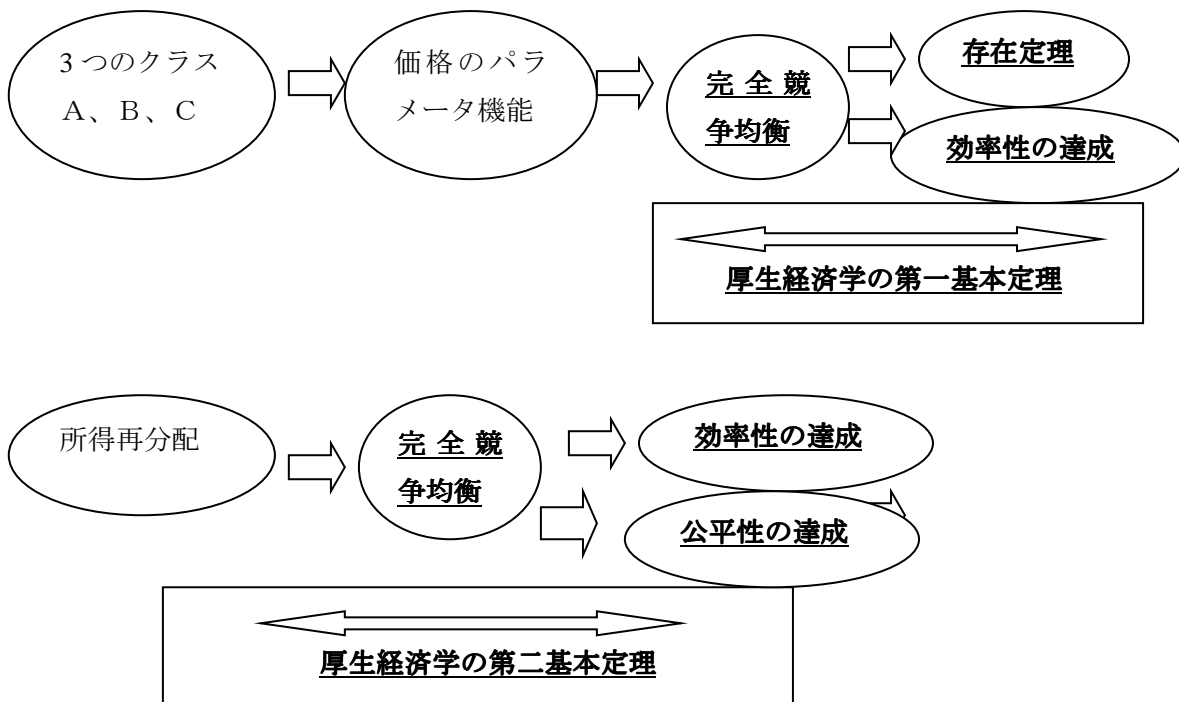 3つのクラス
A、B、C
価格のパラ
メータ機能
完全競
争均衡
存在定理
効率性の達成
厚生経済学の第一基本定理
所得再分配
完全競
争均衡
効率性の達成
公平性の達成
厚生経済学の第二基本定理